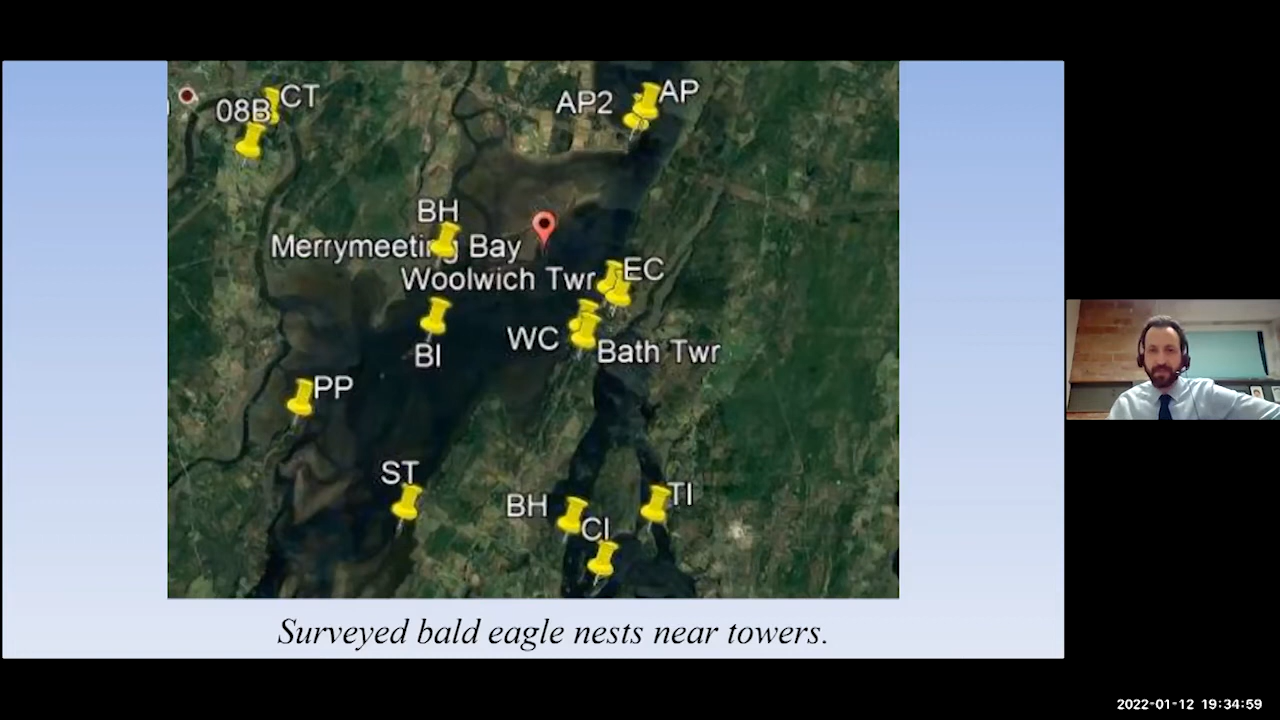 CT
08B
AP2
AP
BH
Merrymeeting Bay
Woolwich Twr
EC
WC
Bath Twr
BI
PP
ST
BH
CI
TI
Surveyed bald eagle nests near towers.
2022-01-12 19:34:59